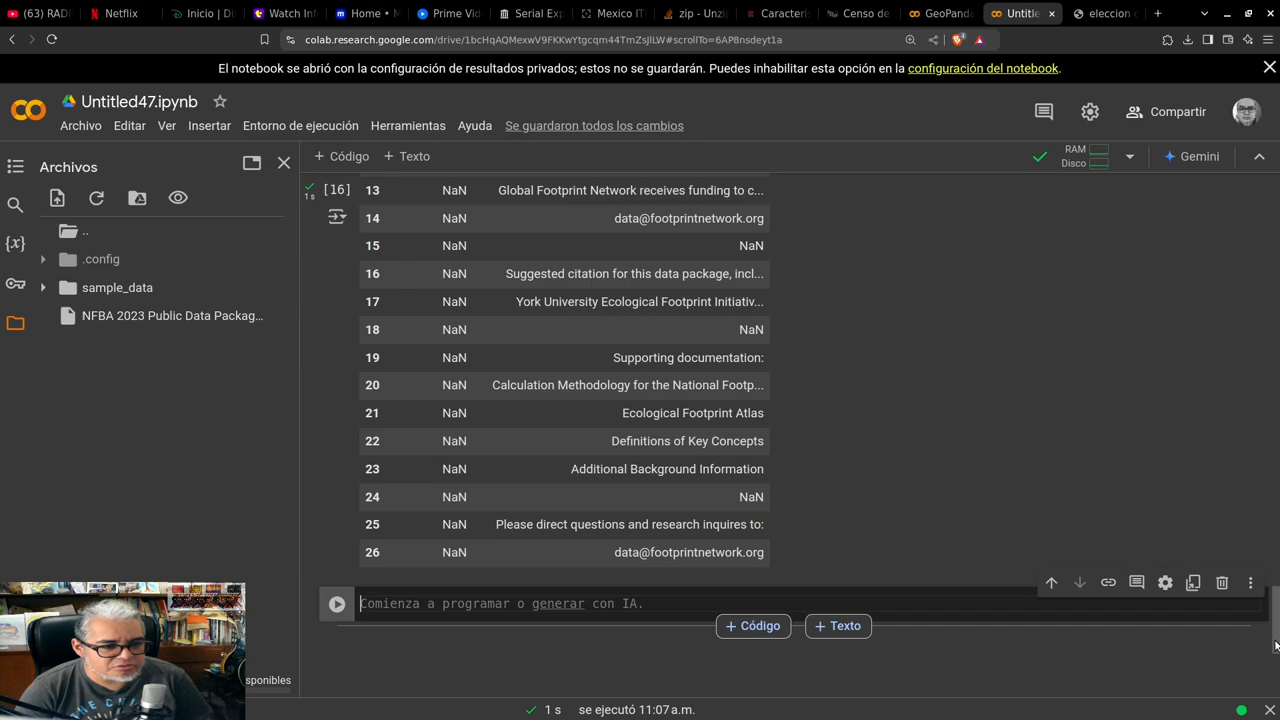 (63) RADI
Netflix
Inicio | Dis
Watch Infi
Home • M
Prime Vid
Serial Exp
Mexico ITR
zip - Unzip
Caracterís
Censo de
GeoPanda
Untitle
eleccion c
colab.research.google.com/drive/1bcHqAQMexwV9FKKwYtgcqm44TmZsJlLW#scrollTo=6AP8nsdeyt1a
El notebook se abrió con la configuración de resultados privados; estos no se guardarán. Puedes inhabilitar esta opción en la configuración del notebook.
Untitled47.ipynb
Archivo Editar Ver Insertar Entorno de ejecución Herramientas Ayuda Se guardaron todos los cambios
Compartir
Archivos
+ Código + Texto
RAM
Disco
Gemini
..
.config
sample_data
NFBA 2023 Public Data Packag...
1 s
[16]
13 NaN Global Footprint Network receives funding to c...
14 NaN data@footprintnetwork.org
15 NaN NaN
16 NaN Suggested citation for this data package, incl...
17 NaN York University Ecological Footprint Initiativ...
18 NaN NaN
19 NaN Supporting documentation:
20 NaN Calculation Methodology for the National Footp...
21 NaN Ecological Footprint Atlas
22 NaN Definitions of Key Concepts
23 NaN Additional Background Information
24 NaN NaN
25 NaN Please direct questions and research inquires to:
26 NaN data@footprintnetwork.org
Comienza a programar o generar con IA.
+ Código + Texto
sponibles
1 s se ejecutó 11:07 a.m.